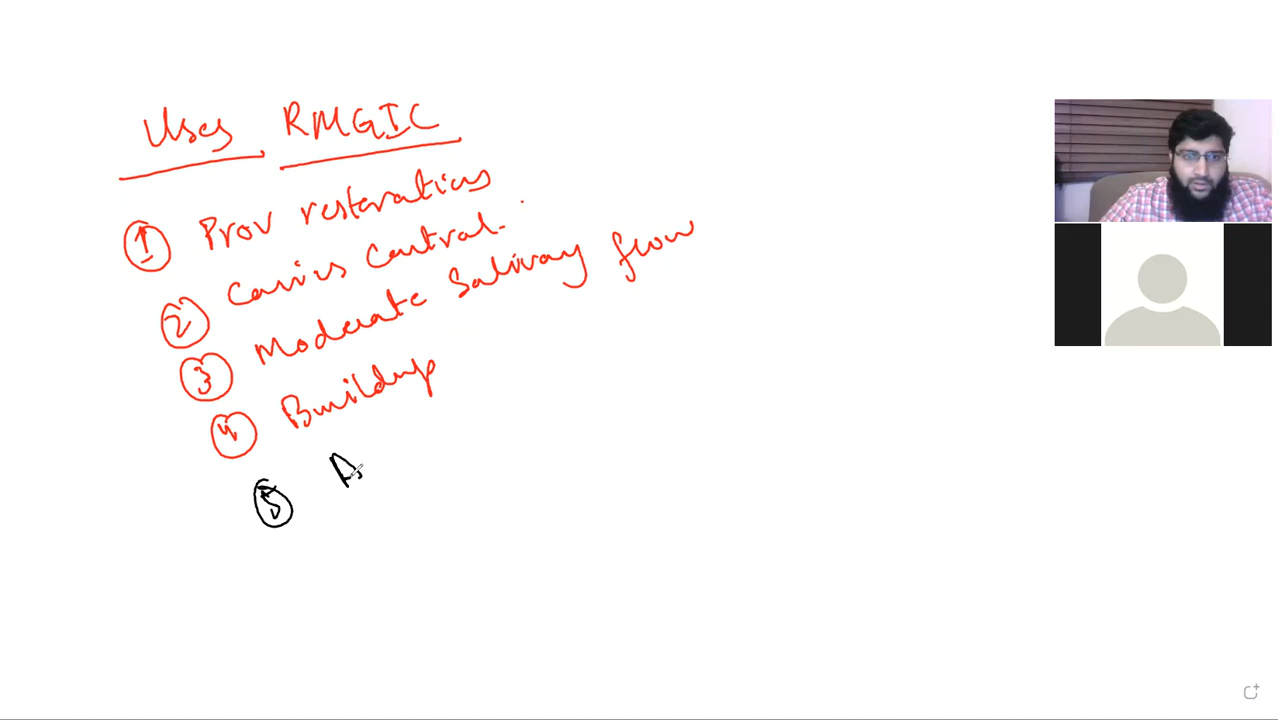 Uses RMGIC
1 Prov restorations
2 Caries Control.
3 Moderate Salivary flow
4 Buildup
5 A